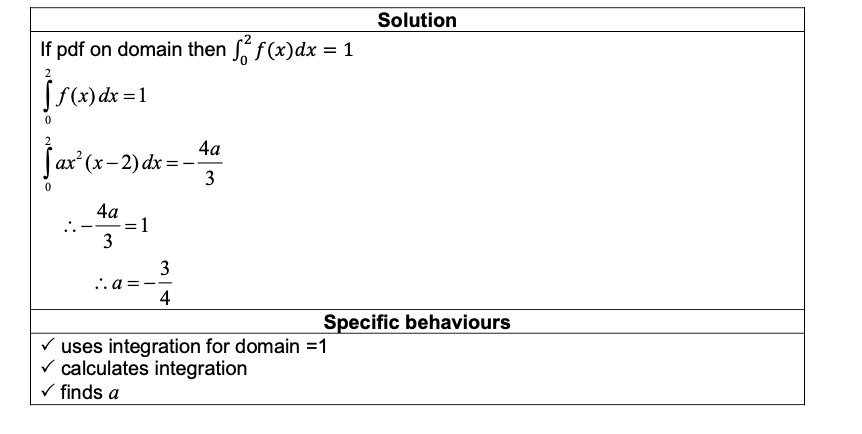 Solution
If pdf on domain then ∫₀² f(x)dx = 1
∫₀² f(x) dx = 1
∫₀² ax²(x − 2) dx = −4a/3
∴ −4a/3 = 1
∴ a = −3/4
Specific behaviours
✓ uses integration for domain =1
✓ calculates integration
✓ finds a